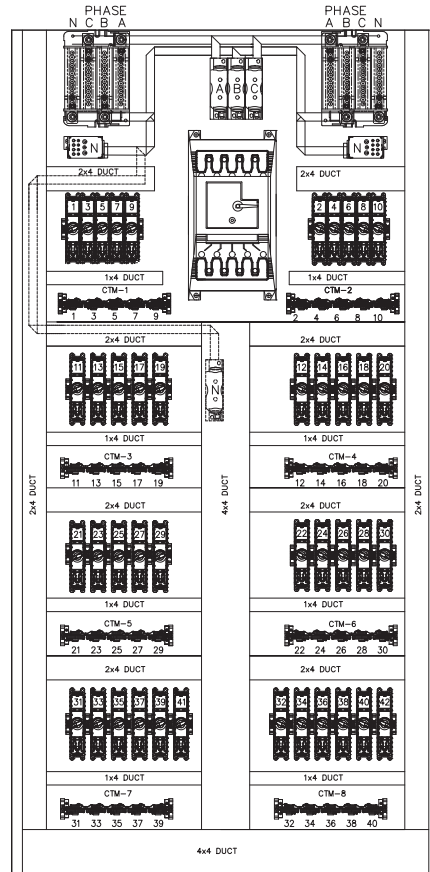 PHASE PHASE
N C B A A B C N
A B C
N N
2x4 DUCT 2x4 DUCT
1 3 5 7 9 2 4 6 8 10
1x4 DUCT 1x4 DUCT
CTM-1 CTM-2
1 3 5 7 9 2 4 6 8 10
2x4 DUCT 2x4 DUCT
11 13 15 17 19 N 12 14 16 18 20
1x4 DUCT 1x4 DUCT
CTM-3 CTM-4
11 13 15 17 19 12 14 16 18 20
2x4 DUCT 4x4 DUCT 2x4 DUCT
2x4 DUCT 2x4 DUCT
21 23 25 27 29 22 24 26 28 30
1x4 DUCT 1x4 DUCT
CTM-5 CTM-6
21 23 25 27 29 22 24 26 28 30
2x4 DUCT 2x4 DUCT
31 33 35 37 39 41 32 34 36 38 40 42
1x4 DUCT 1x4 DUCT
CTM-7 CTM-8
31 33 35 37 39 32 34 36 38 40
4x4 DUCT